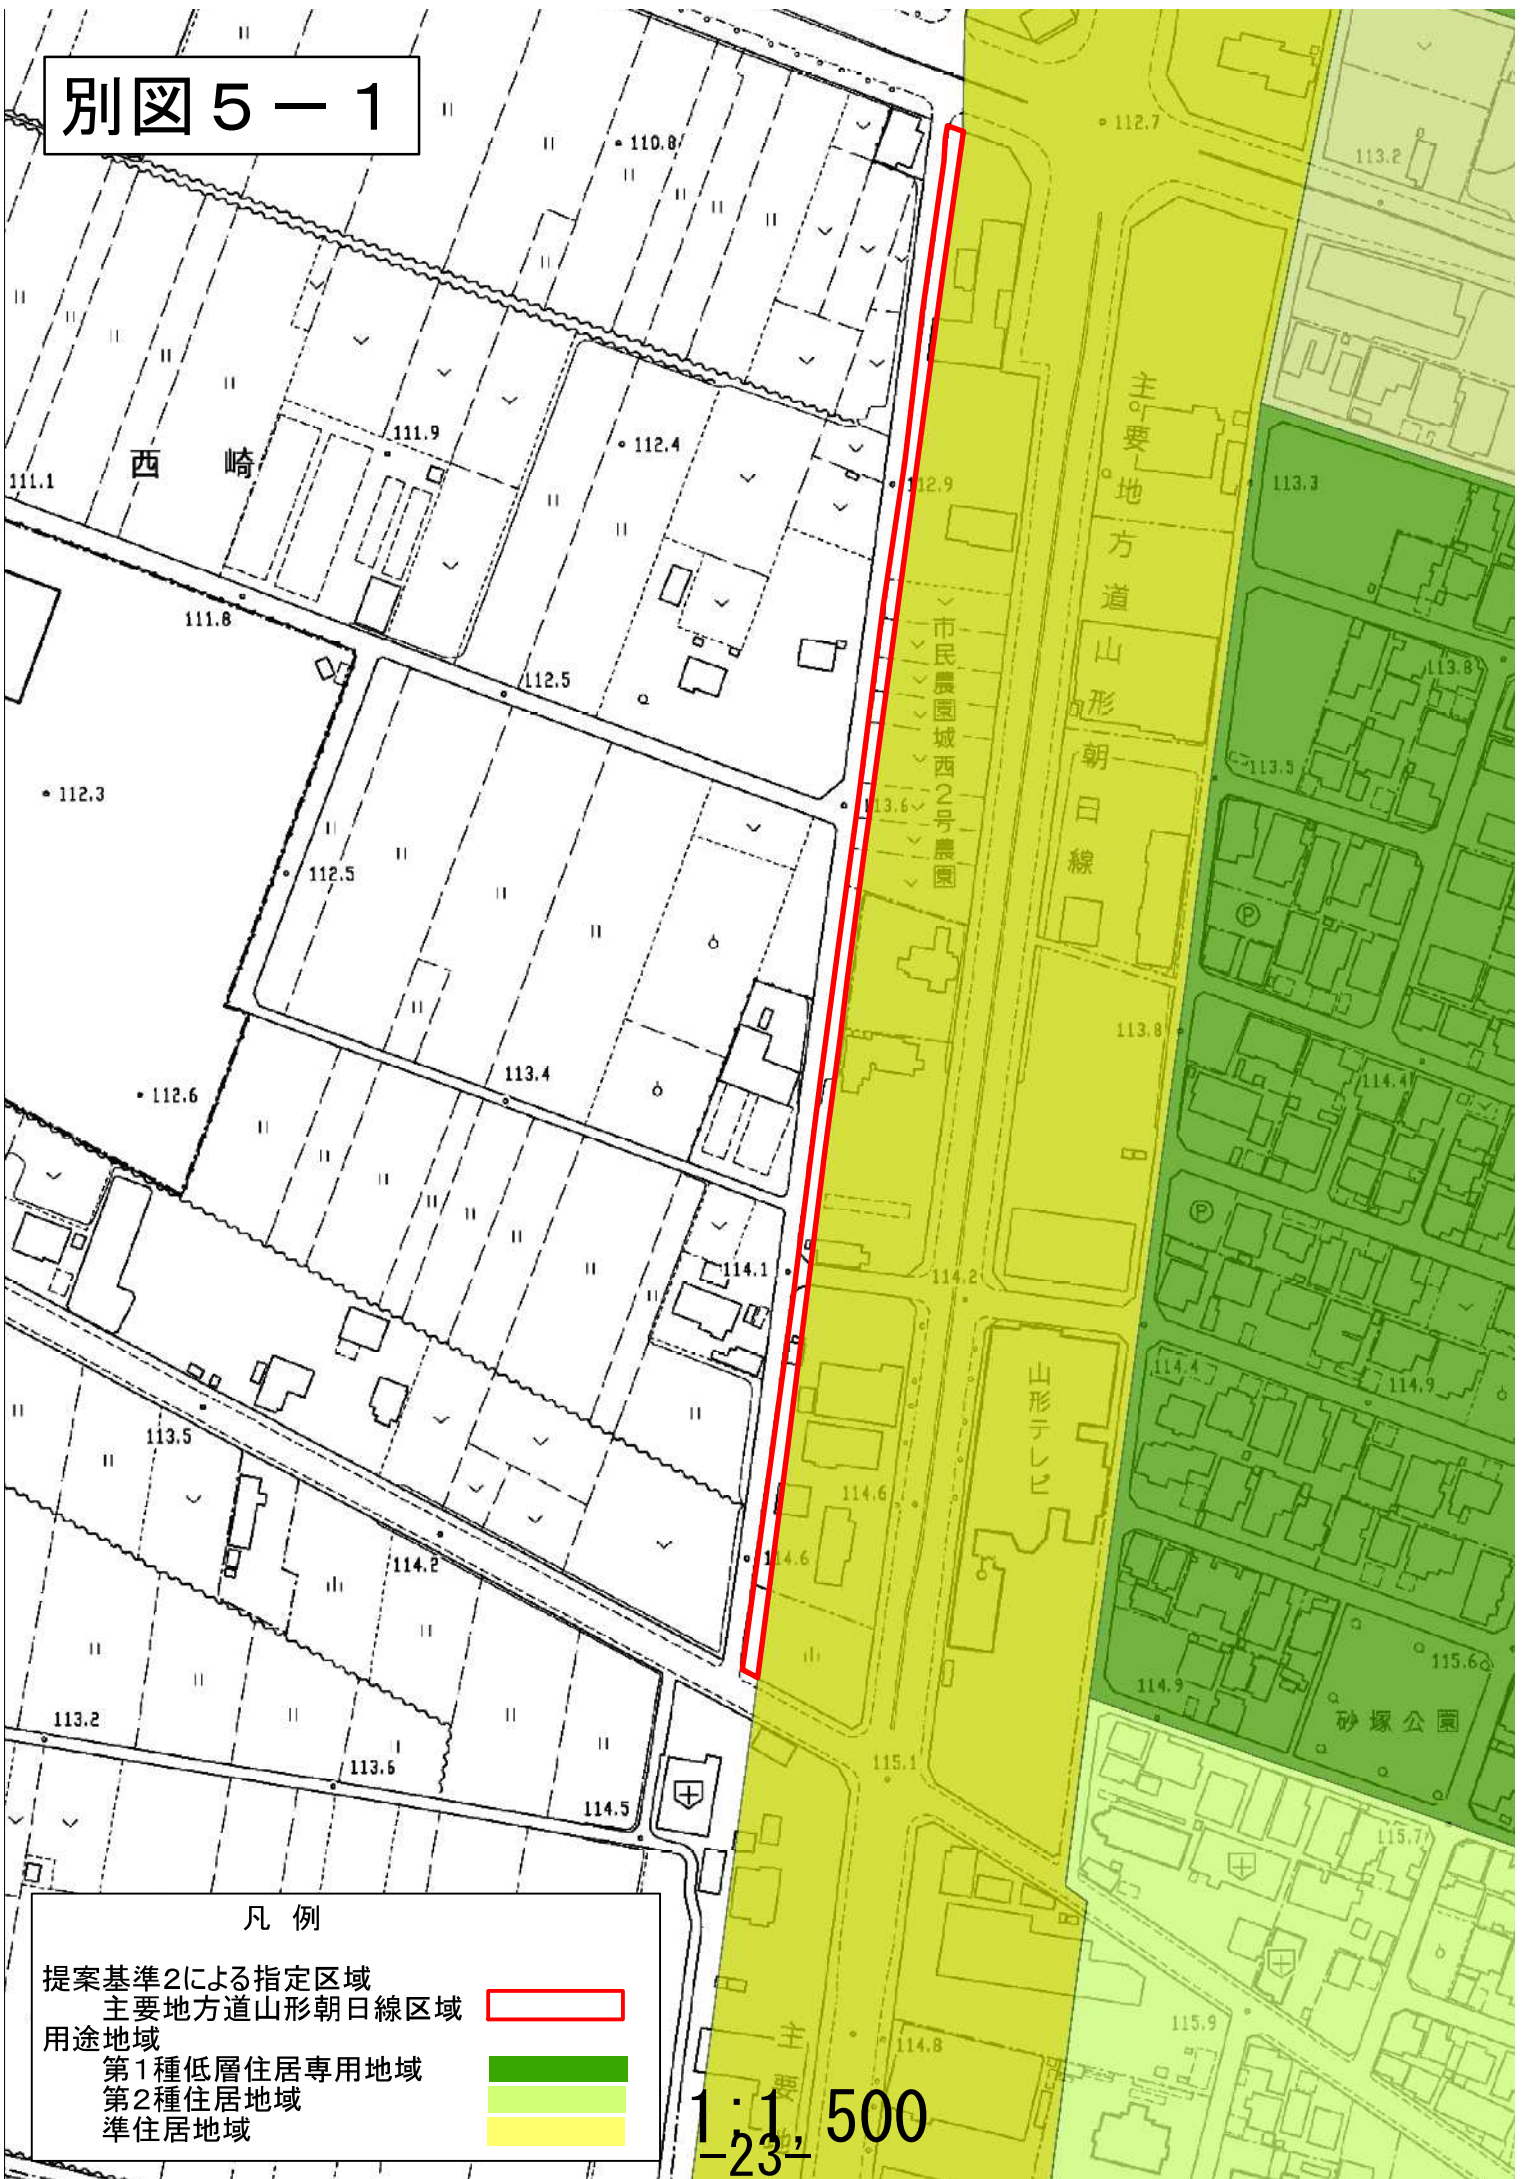 別図５－１
110.8
112.7
113.2
主要地方道山形朝日線
111.9
112.4
西崎
111.1
112.9
113.3
111.8
市民農園城西2号農園
112.5
113.8
113.5
112.3
113.6
112.5
P
113.8
113.4
114.4
112.6
P
114.1
114.2
山形テレビ
114.4
114.9
113.5
114.6
114.2
114.6
115.6
114.9
砂塚公園
113.2
113.6
115.1
114.5
115.7
凡 例
提案基準2による指定区域
主要地方道山形朝日線区域
用途地域
第1種低層住居専用地域
第2種住居地域
準住居地域
115.9
114.8
主要地
1:1,500
-23-